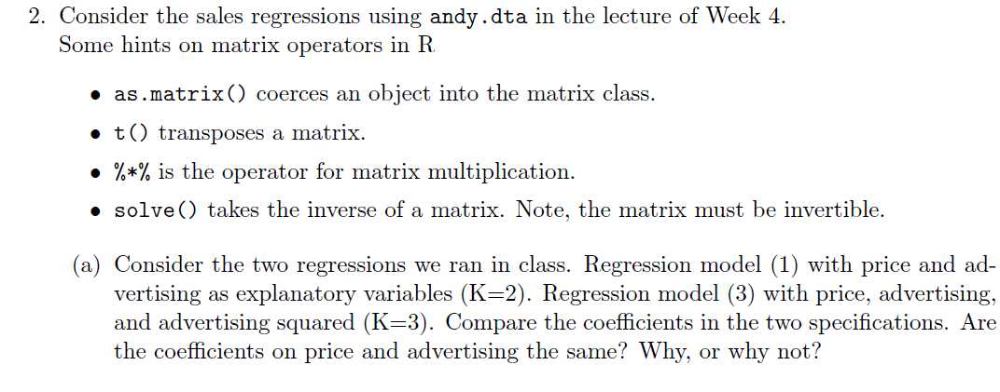 2. Consider the sales regressions using andy.dta in the lecture of Week 4.
Some hints on matrix operators in R
• as.matrix() coerces an object into the matrix class.
• t() transposes a matrix.
• %*% is the operator for matrix multiplication.
• solve() takes the inverse of a matrix. Note, the matrix must be invertible.
(a) Consider the two regressions we ran in class. Regression model (1) with price and ad-
vertising as explanatory variables (K=2). Regression model (3) with price, advertising,
and advertising squared (K=3). Compare the coefficients in the two specifications. Are
the coefficients on price and advertising the same? Why, or why not?